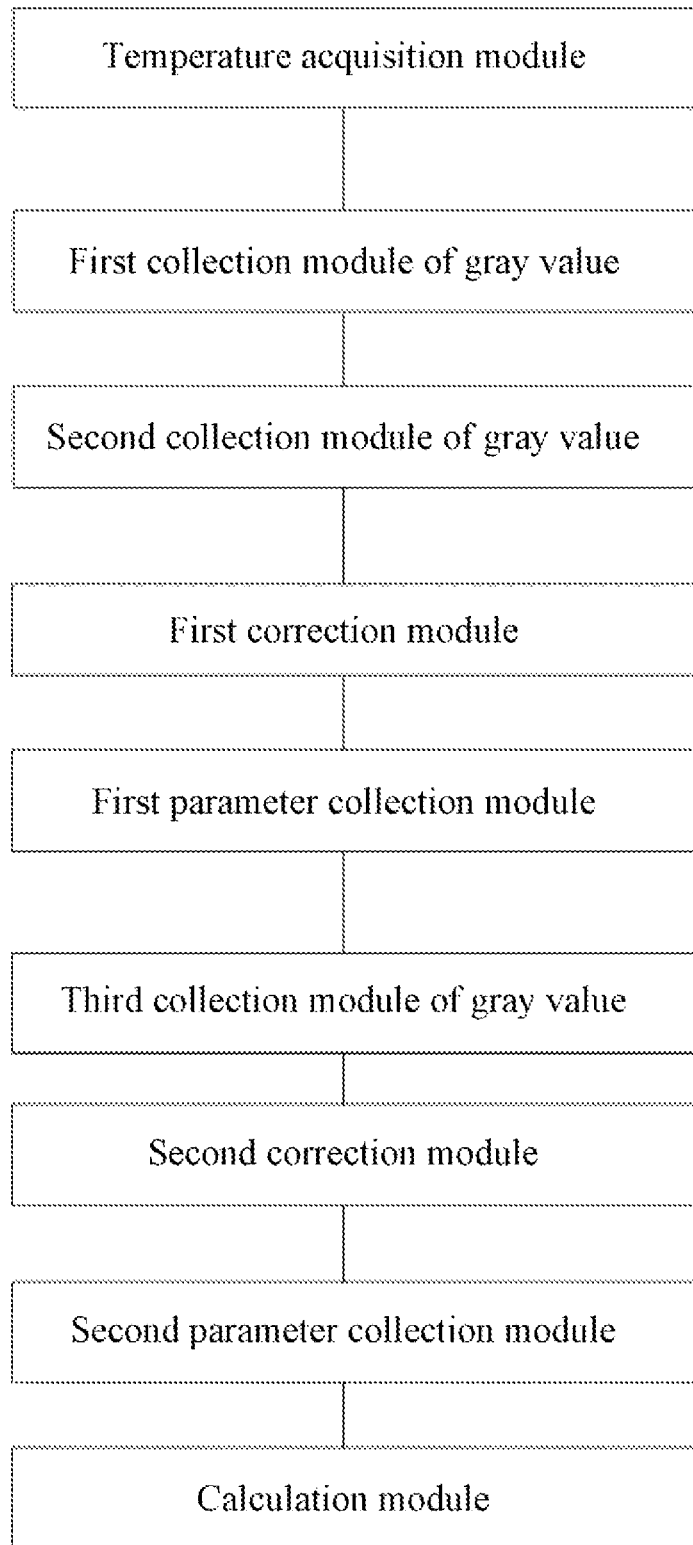 Temperature acquisition module
First collection module of gray value
Second collection module of gray value
First correction module
First parameter collection module
Third collection module of gray value
Second correction module
Second parameter collection module
Calculation module